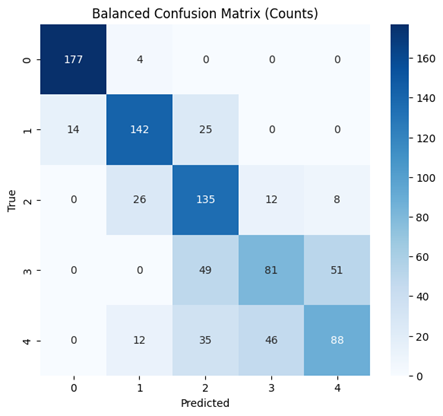 Balanced Confusion Matrix (Counts)
0 177 4 0 0 0
1 14 142 25 0 0
2 0 26 135 12 8
3 0 0 49 81 51
4 0 12 35 46 88
0 1 2 3 4
True
Predicted
160
140
120
100
80
60
40
20
0